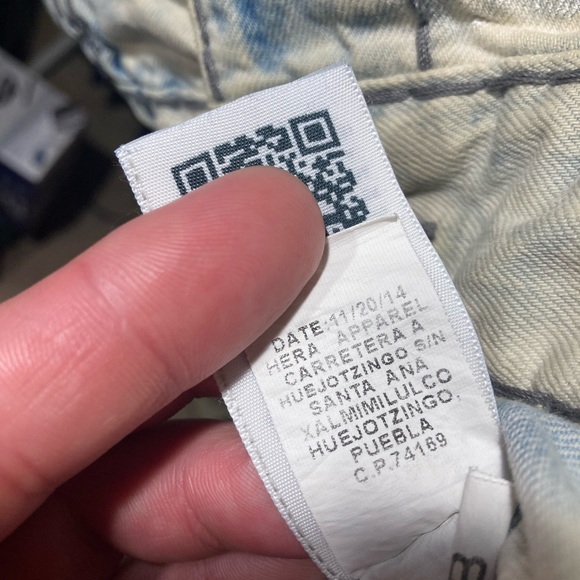 DATE:11/20/14
HERA APPAREL
CARRETERA A
HUEJOTZINGO S/N
SANTA ANA
XALMIMILULCO
HUEJOTZINGO,
PUEBLA
C.P.74169
m